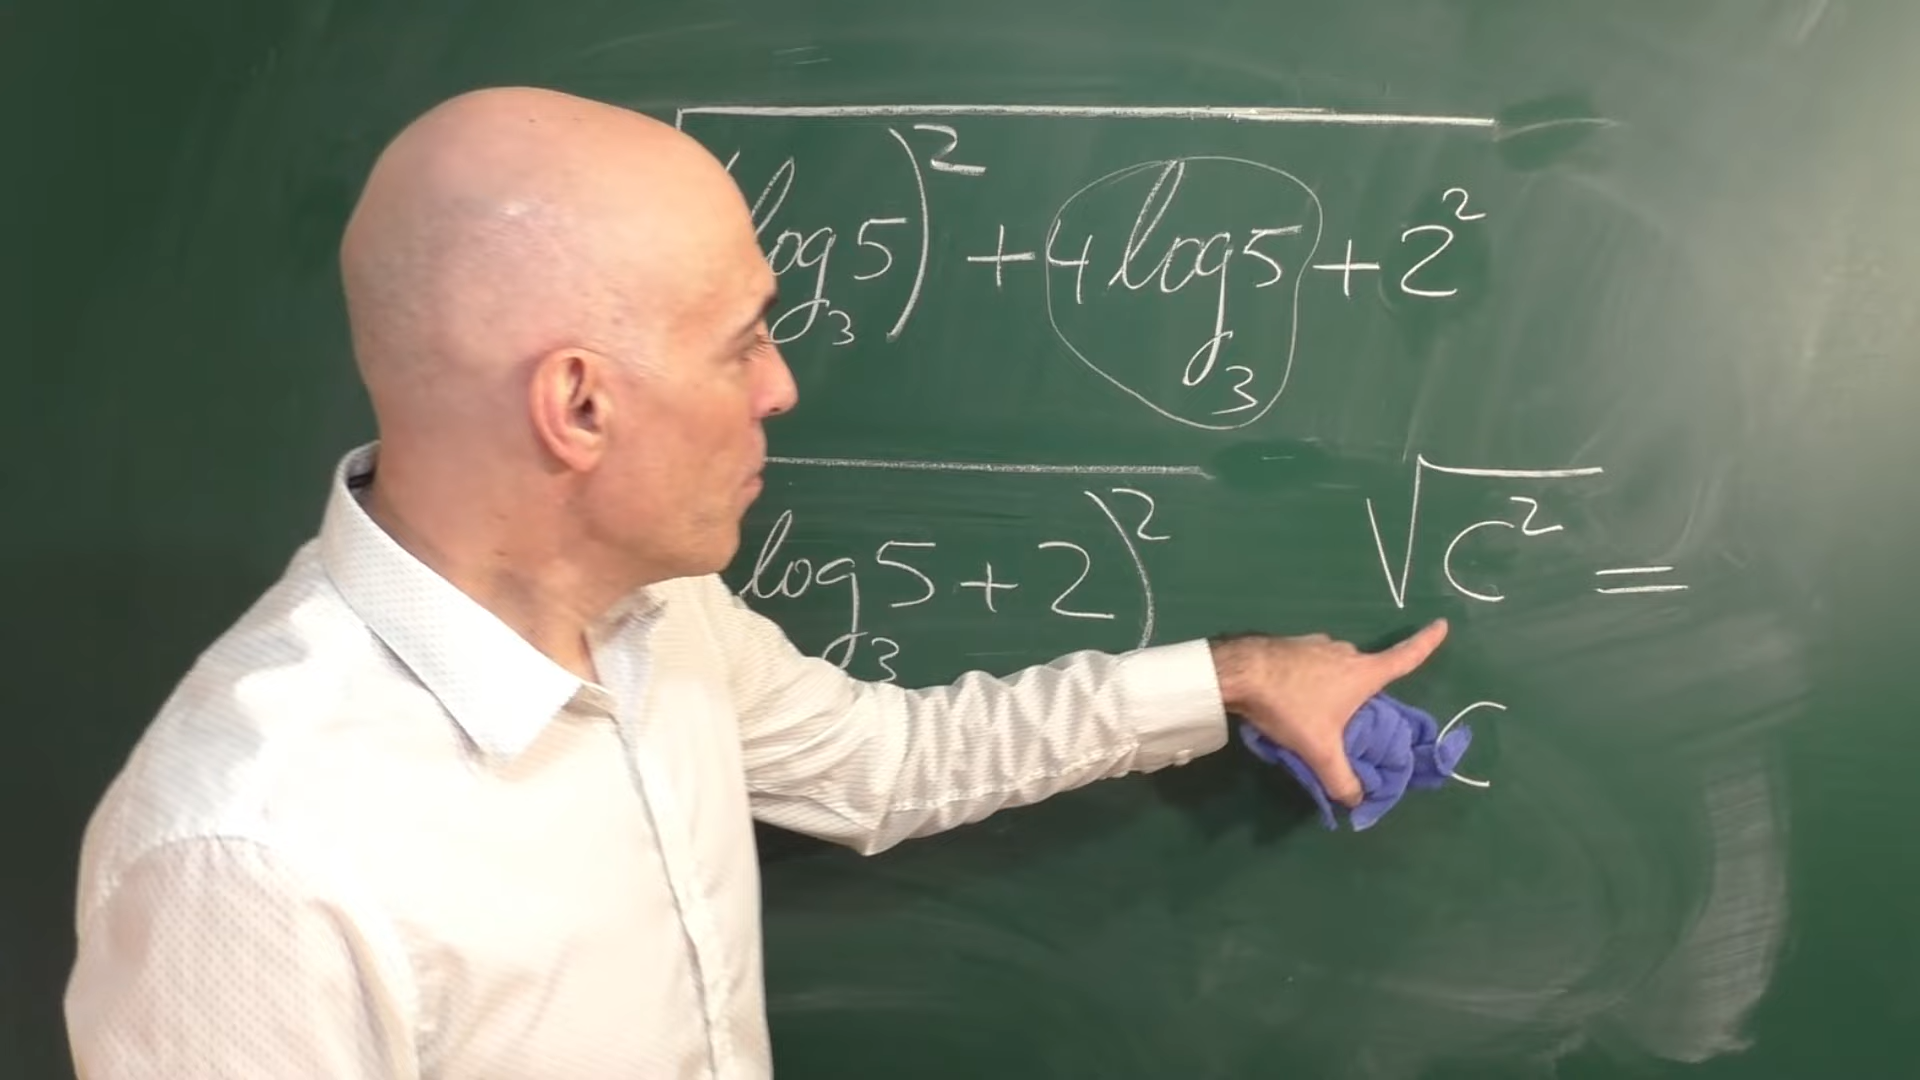 log₃5)² + 4log₃5 + 2²
log₃5 + 2)²
√C² =
C